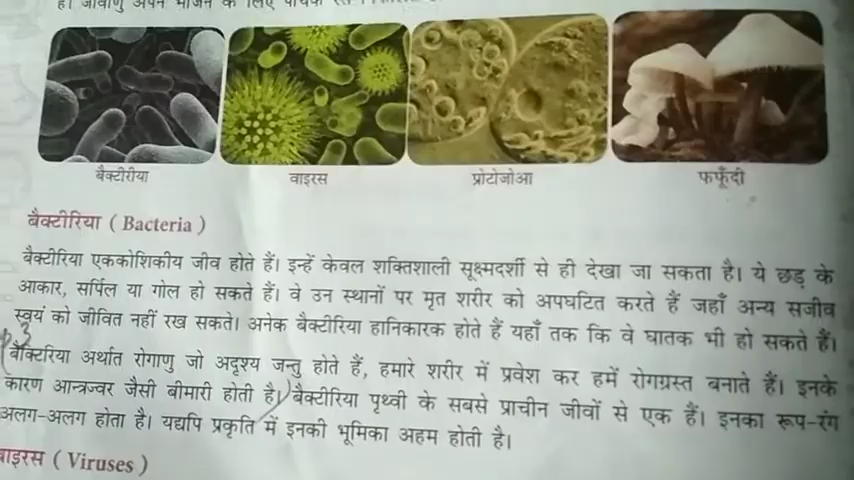 है। जीवाणु अपने भोजन के लिए पाचक
बैक्टीरीया
वाइरस
प्रोटोजोआ
फफूँदी
बैक्टीरिया ( Bacteria )
बैक्टीरिया एककोशिकीय जीव होते हैं। इन्हें केवल शक्तिशाली सूक्ष्मदर्शी से ही देखा जा सकता है। ये छड़ के
आकार, सर्पिल या गोल हो सकते हैं। वे उन स्थानों पर मृत शरीर को अपघटित करते हैं जहाँ अन्य सजीव
स्वयं को जीवित नहीं रख सकते। अनेक बैक्टीरिया हानिकारक होते हैं यहाँ तक कि वे घातक भी हो सकते हैं।
बैक्टिरिया अर्थात रोगाणु जो अदृश्य जन्तु होते हैं, हमारे शरीर में प्रवेश कर हमें रोगग्रस्त बनाते हैं। इनके
कारण आन्त्रज्वर जैसी बीमारी होती है। बैक्टीरिया पृथ्वी के सबसे प्राचीन जीवों से एक हैं। इनका रूप-रंग
अलग-अलग होता है। यद्यपि प्रकृति में इनकी भूमिका अहम होती है।
वाइरस ( Viruses )